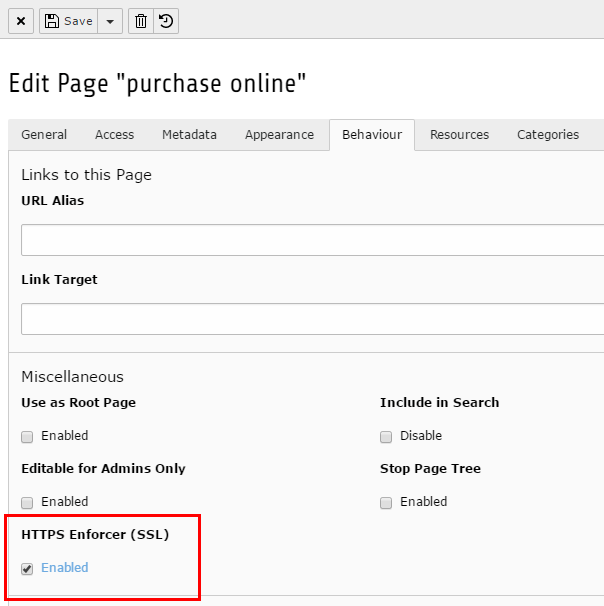 Save
Edit Page "purchase online"
General Access Metadata Appearance Behaviour Resources Categories
Links to this Page
URL Alias
Link Target
Miscellaneous
Use as Root Page Include in Search
Enabled Disable
Editable for Admins Only Stop Page Tree
Enabled Enabled
HTTPS Enforcer (SSL)
Enabled